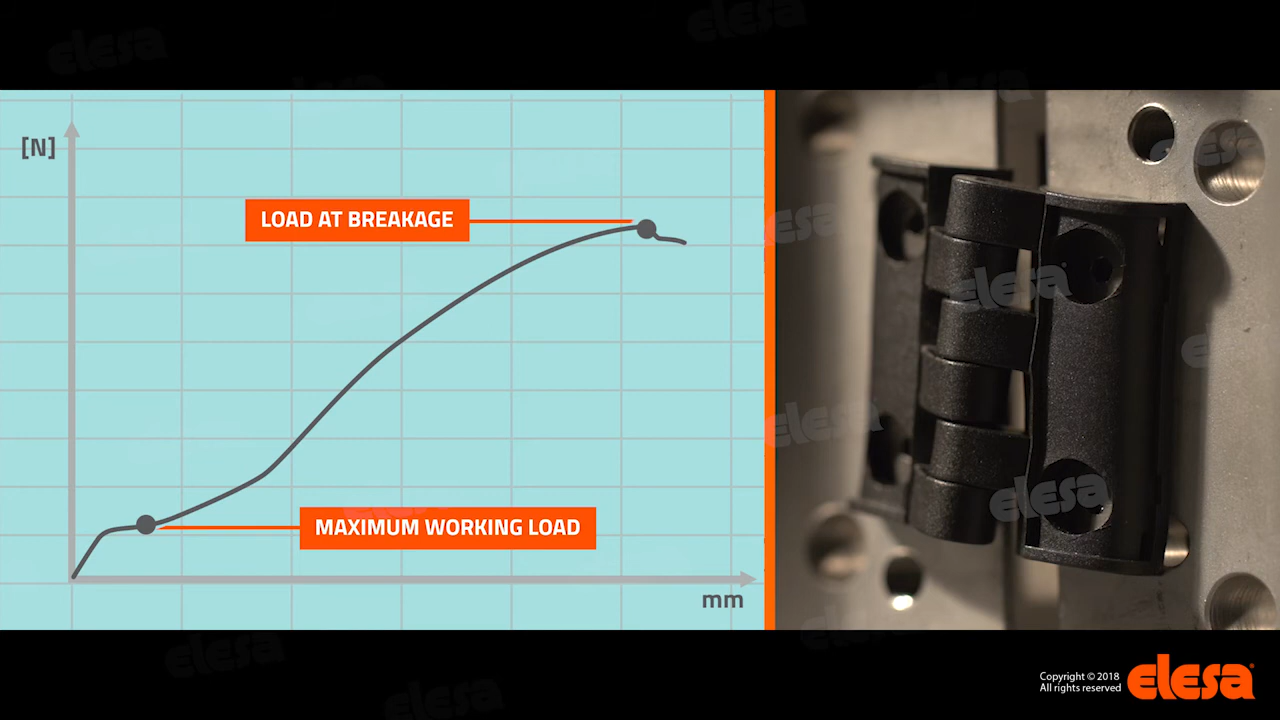 [N]
LOAD AT BREAKAGE
MAXIMUM WORKING LOAD
mm
Copyright © 2018
All rights reserved
elesa